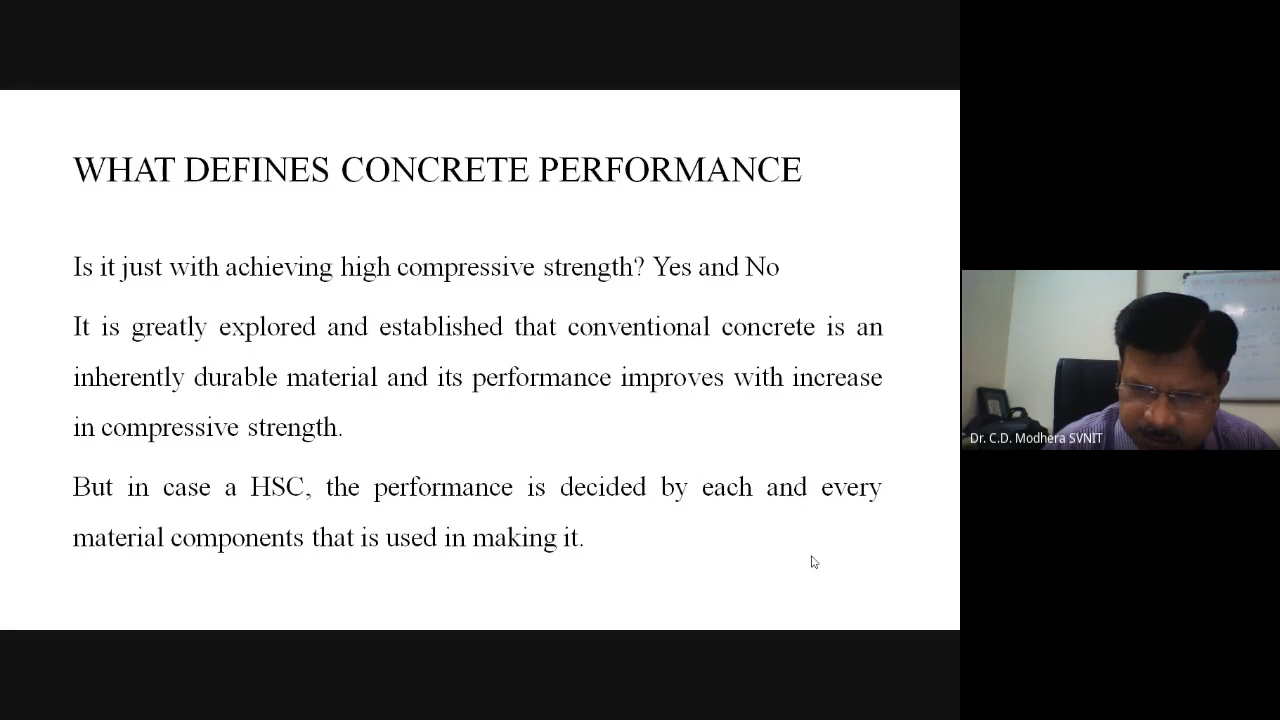 WHAT DEFINES CONCRETE PERFORMANCE
Is it just with achieving high compressive strength? Yes and No
It is greatly explored and established that conventional concrete is an
inherently durable material and its performance improves with increase
in compressive strength.
But in case a HSC, the performance is decided by each and every
material components that is used in making it.
Dr. C.D. Modhera SVNIT